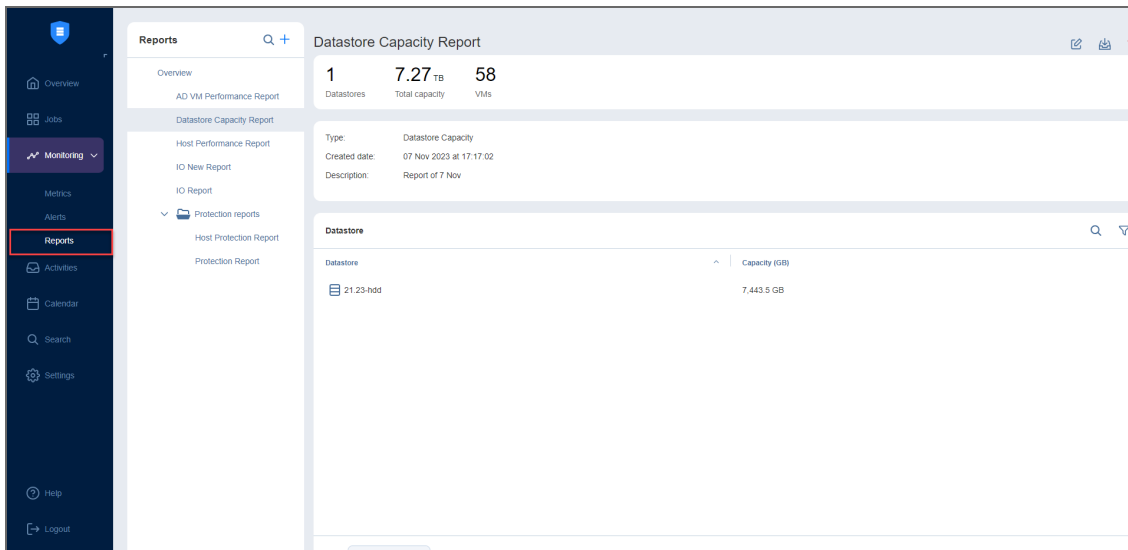 Overview
Jobs
Monitoring
Metrics
Alerts
Reports
Activities
Calendar
Search
Settings
Help
Logout
Reports
Overview
AD VM Performance Report
Datastore Capacity Report
Host Performance Report
IO New Report
IO Report
Protection reports
Host Protection Report
Protection Report
Datastore Capacity Report
1 7.27 TB 58
Datastores Total capacity VMs
Type: Datastore Capacity
Created date: 07 Nov 2023 at 17:17:02
Description: Report of 7 Nov
Datastore
Datastore Capacity (GB)
21.23-hdd 7,443.5 GB